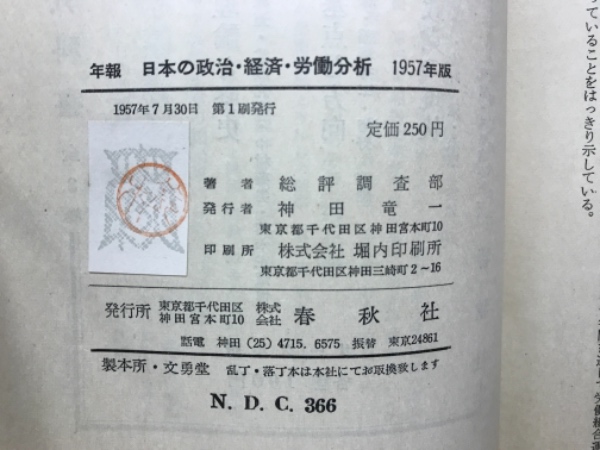 年報 日本の政治・経済・労働分析 1957年版
1957年7月30日 第1刷発行
定価250円
著者 総評調査部
発行者 神田竜一
東京都千代田区神田宮本町10
印刷所 株式会社 堀内印刷所
東京都千代田区神田三崎町2~16
発行所 東京都千代田区神田宮本町10 株式会社 春秋社
電話 神田(25)4715.6575 振替 東京24861
製本所・文勇堂 乱丁・落丁本は本社にてお取換致します
N. D. C. 366
ていることをはっきり示している。